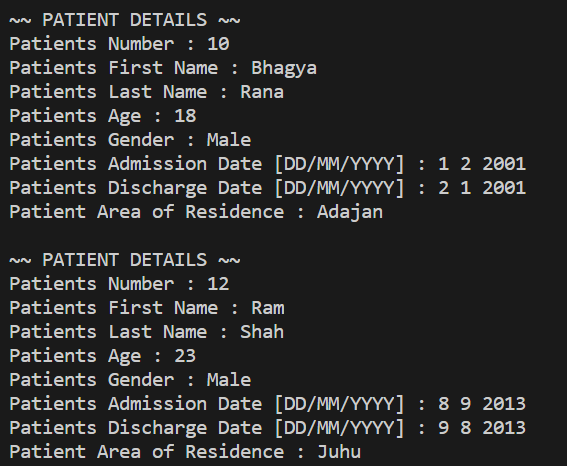 ~~ PATIENT DETAILS ~~
Patients Number : 10
Patients First Name : Bhagya
Patients Last Name : Rana
Patients Age : 18
Patients Gender : Male
Patients Admission Date [DD/MM/YYYY] : 1 2 2001
Patients Discharge Date [DD/MM/YYYY] : 2 1 2001
Patient Area of Residence : Adajan
~~ PATIENT DETAILS ~~
Patients Number : 12
Patients First Name : Ram
Patients Last Name : Shah
Patients Age : 23
Patients Gender : Male
Patients Admission Date [DD/MM/YYYY] : 8 9 2013
Patients Discharge Date [DD/MM/YYYY] : 9 8 2013
Patient Area of Residence : Juhu